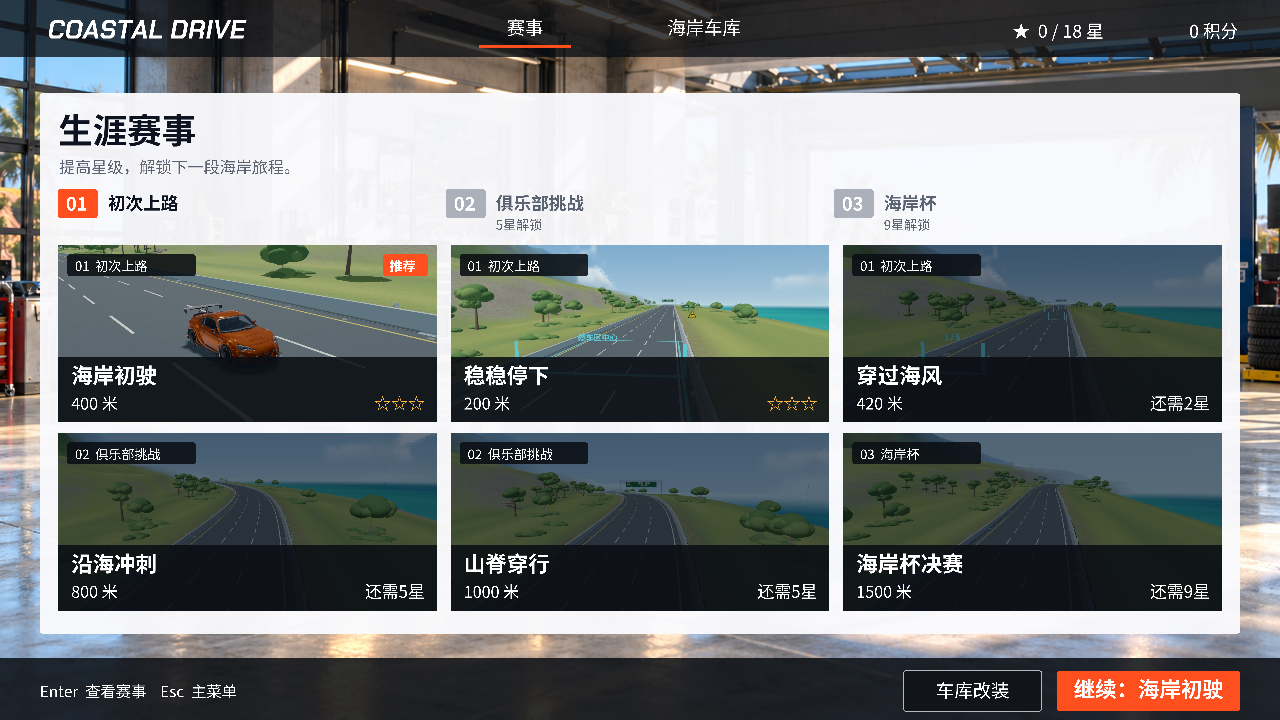 COASTAL DRIVE
赛事
海岸车库
★ 0 / 18 星
0 积分
生涯赛事
提高星级，解锁下一段海岸旅程。
01 初次上路
02 俱乐部挑战
5星解锁
03 海岸杯
9星解锁
01 初次上路
推荐
海岸初驶
400 米
☆☆☆
01 初次上路
停车区中心
稳稳停下
200 米
☆☆☆
01 初次上路
穿过海风
420 米
还需2星
02 俱乐部挑战
沿海冲刺
800 米
还需5星
02 俱乐部挑战
山脊穿行
1000 米
还需5星
03 海岸杯
海岸杯决赛
1500 米
还需9星
Enter 查看赛事 Esc 主菜单
车库改装
继续：海岸初驶